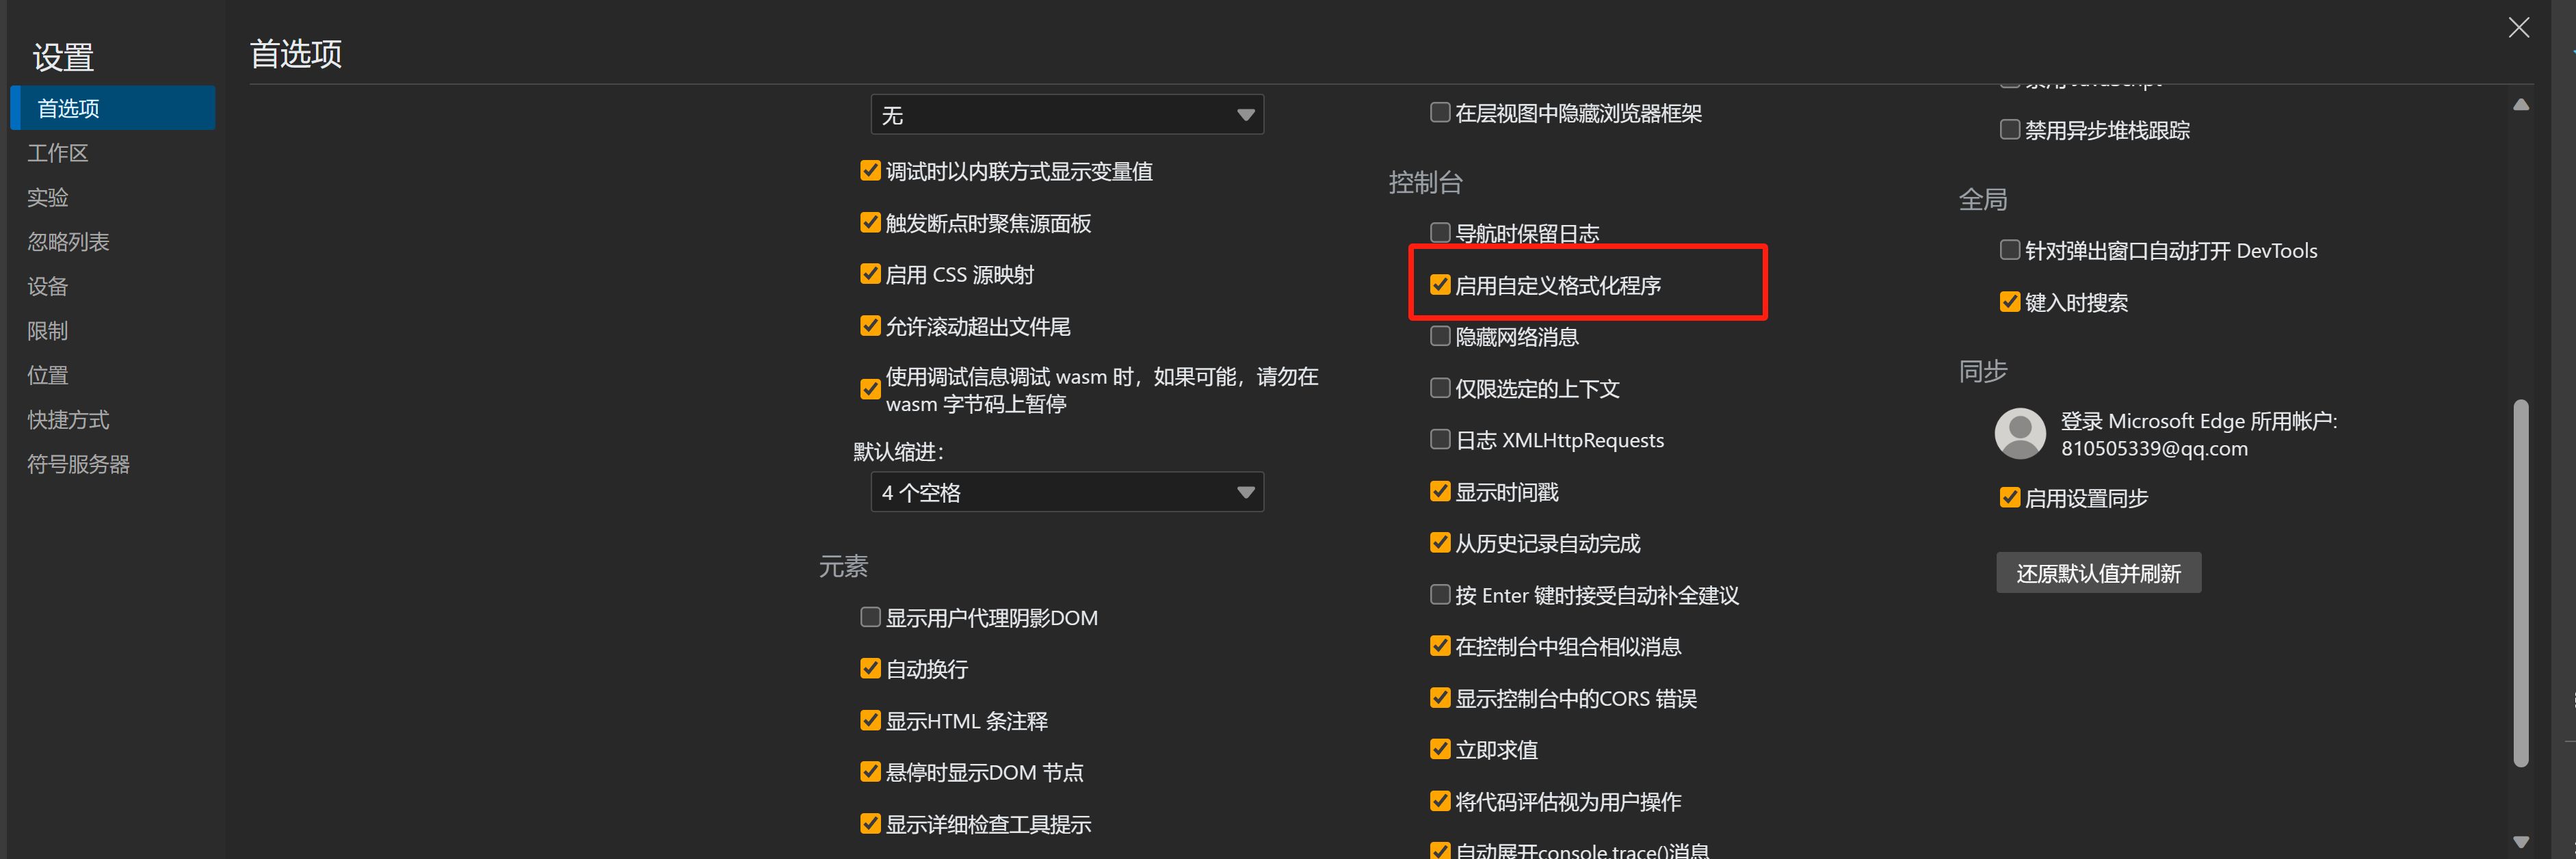 设置
首选项
工作区
实验
忽略列表
设备
限制
位置
快捷方式
符号服务器
首选项
无
调试时以内联方式显示变量值
触发断点时聚焦源面板
启用 CSS 源映射
允许滚动超出文件尾
使用调试信息调试 wasm 时，如果可能，请勿在
wasm 字节码上暂停
默认缩进:
4 个空格
元素
显示用户代理阴影DOM
自动换行
显示HTML 条注释
悬停时显示DOM 节点
显示详细检查工具提示
在层视图中隐藏浏览器框架
控制台
导航时保留日志
启用自定义格式化程序
隐藏网络消息
仅限选定的上下文
日志 XMLHttpRequests
显示时间戳
从历史记录自动完成
按 Enter 键时接受自动补全建议
在控制台中组合相似消息
显示控制台中的CORS 错误
立即求值
将代码评估视为用户操作
自动展开console.trace()消息
禁用 JavaScript
禁用异步堆栈跟踪
全局
针对弹出窗口自动打开 DevTools
键入时搜索
同步
登录 Microsoft Edge 所用帐户:
810505339@qq.com
启用设置同步
还原默认值并刷新